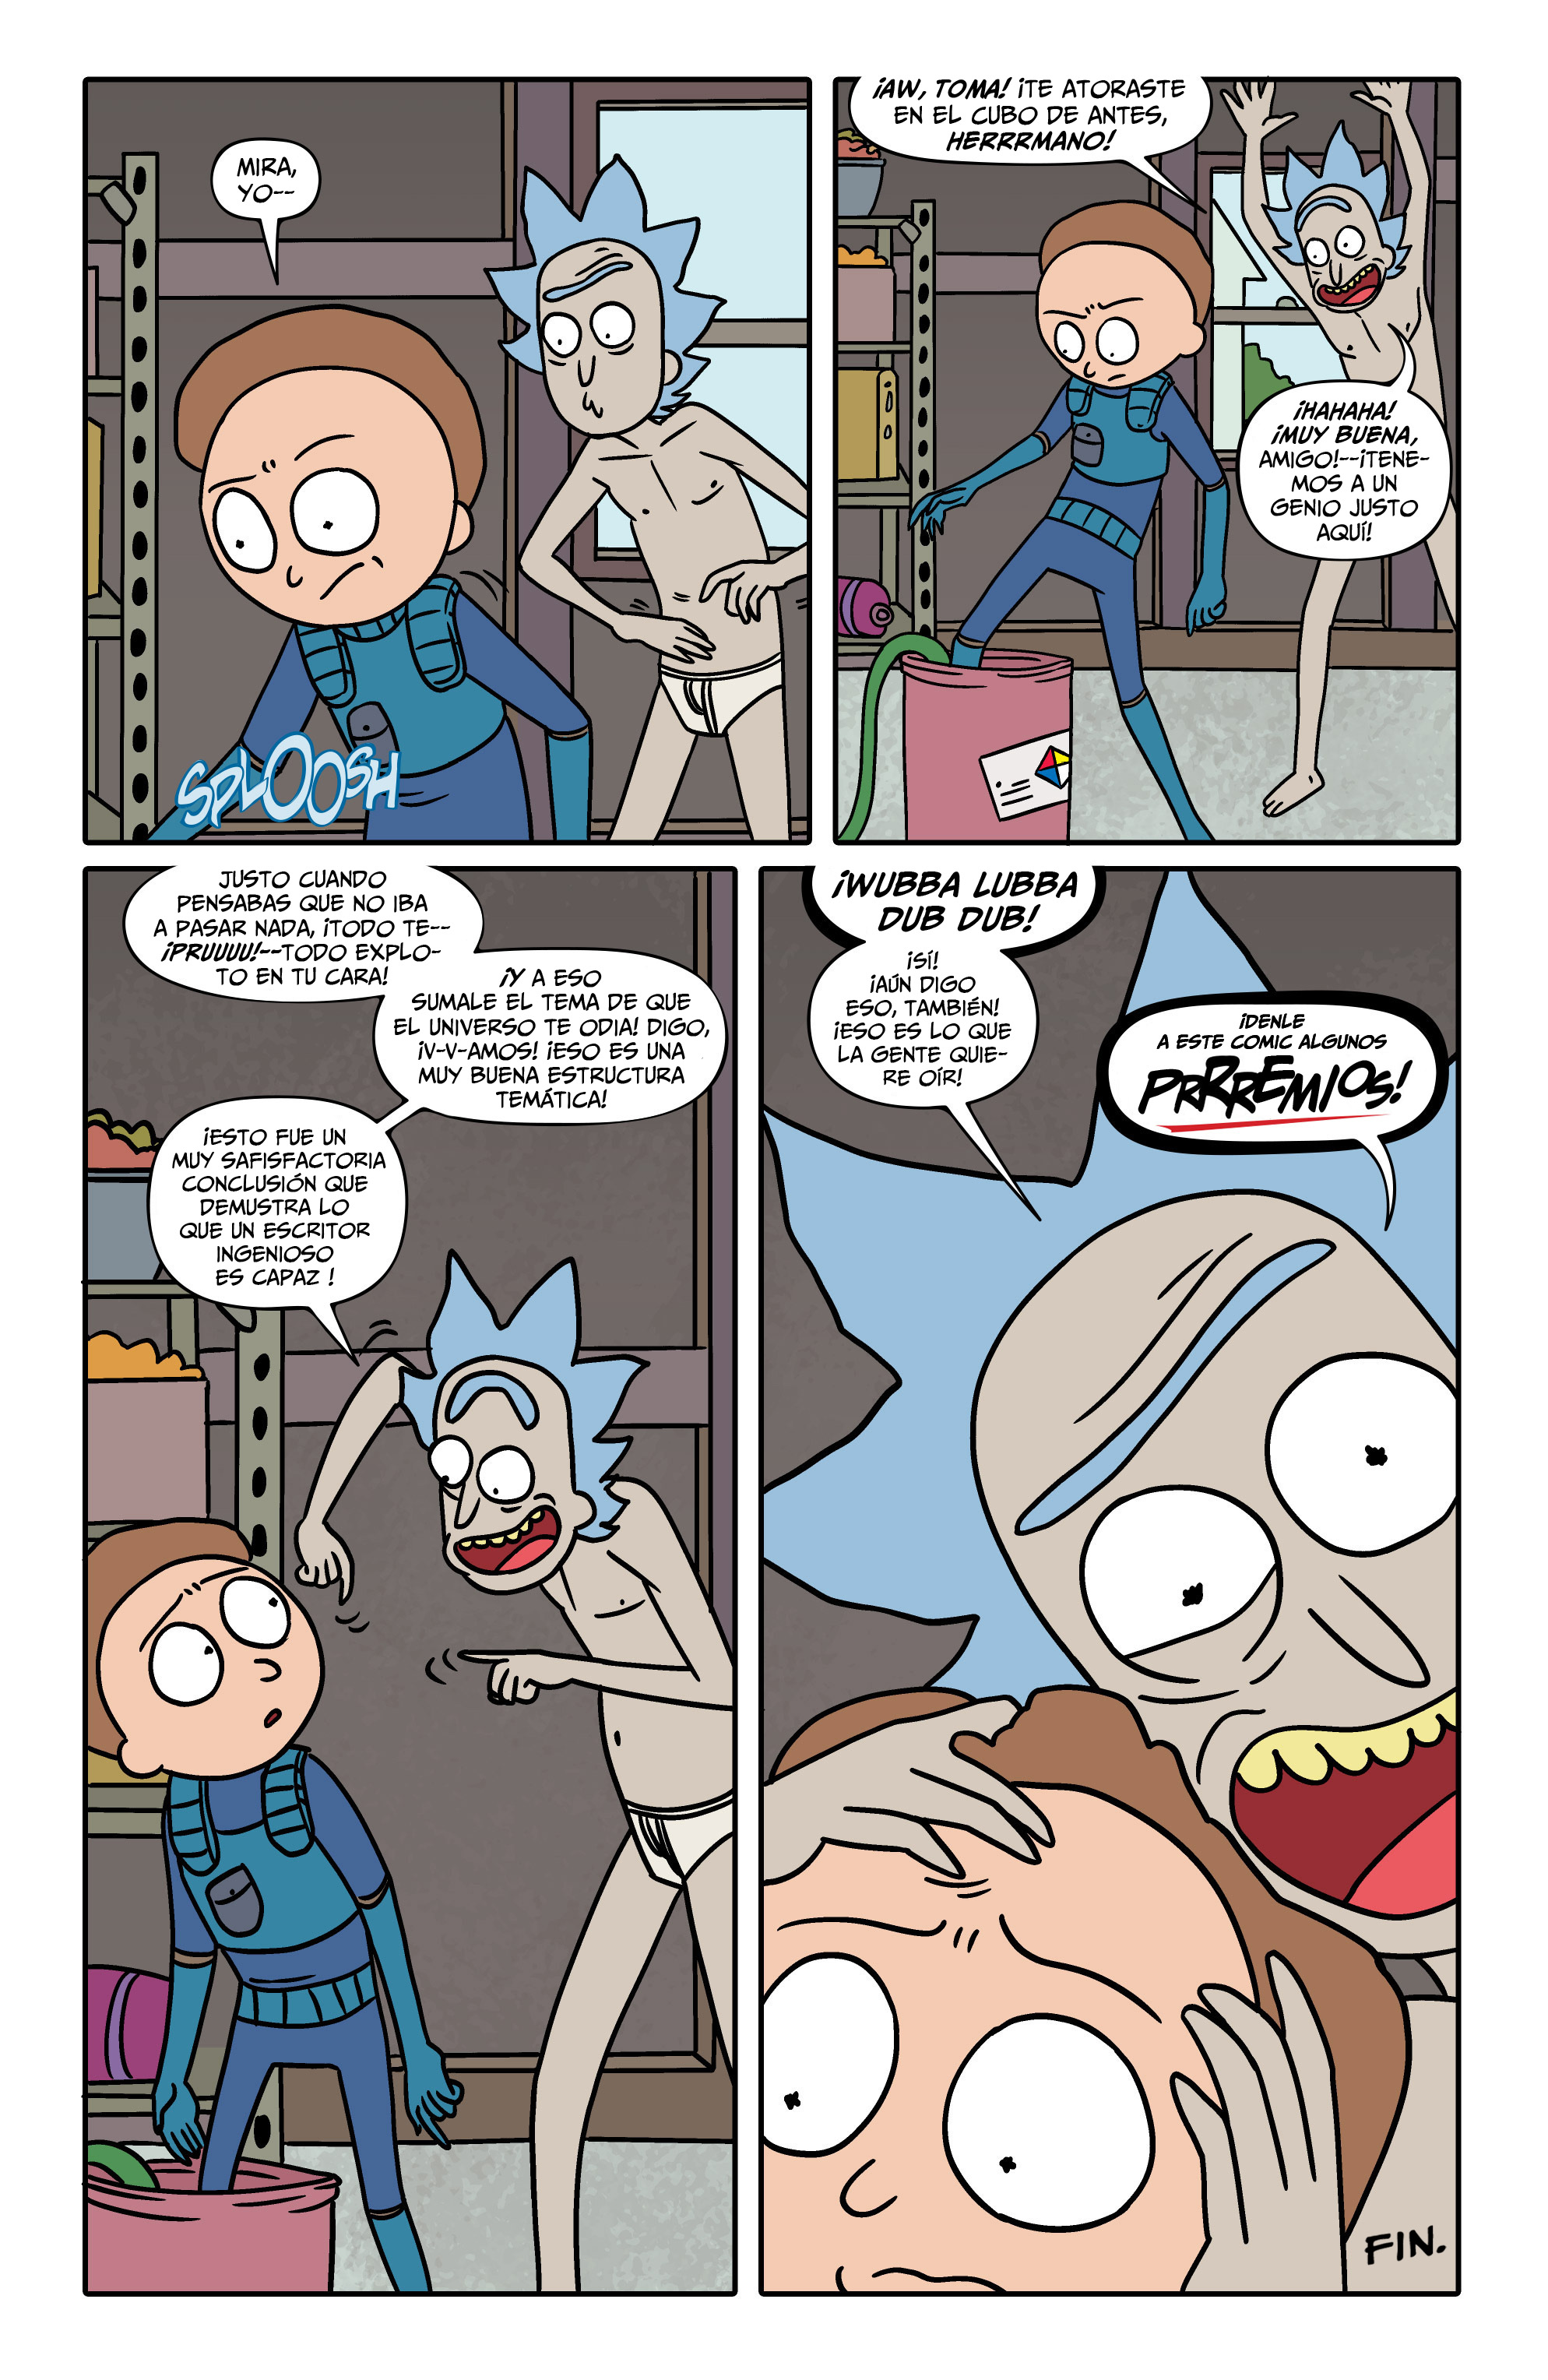 MIRA,
YO--
SPLOOSH
¡AW, TOMA! ¡TE ATORASTE
EN EL CUBO DE ANTES,
HERRRMANO!
¡HAHAHA!
¡MUY BUENA,
AMIGO!--¡TENE-
MOS A UN
GENIO JUSTO
AQUÍ!
JUSTO CUANDO
PENSABAS QUE NO IBA
A PASAR NADA, ¡TODO TE--
¡PRUUUU!--TODO EXPLO-
TO EN TU CARA!
¡Y A ESO
SUMALE EL TEMA DE QUE
EL UNIVERSO TE ODIA! DIGO,
¡V-V-AMOS! ¡ESO ES UNA
MUY BUENA ESTRUCTURA
TEMÁTICA!
¡ESTO FUE UN
MUY SAFISFACTORIA
CONCLUSIÓN QUE
DEMUSTRA LO
QUE UN ESCRITOR
INGENIOSO
ES CAPAZ !
¡WUBBA LUBBA
DUB DUB!
¡SÍ!
¡AÚN DIGO
ESO, TAMBIÉN!
¡ESO ES LO QUE
LA GENTE QUIE-
RE OÍR!
¡DENLE
A ESTE COMIC ALGUNOS
PRRREMIOS!
FIN.